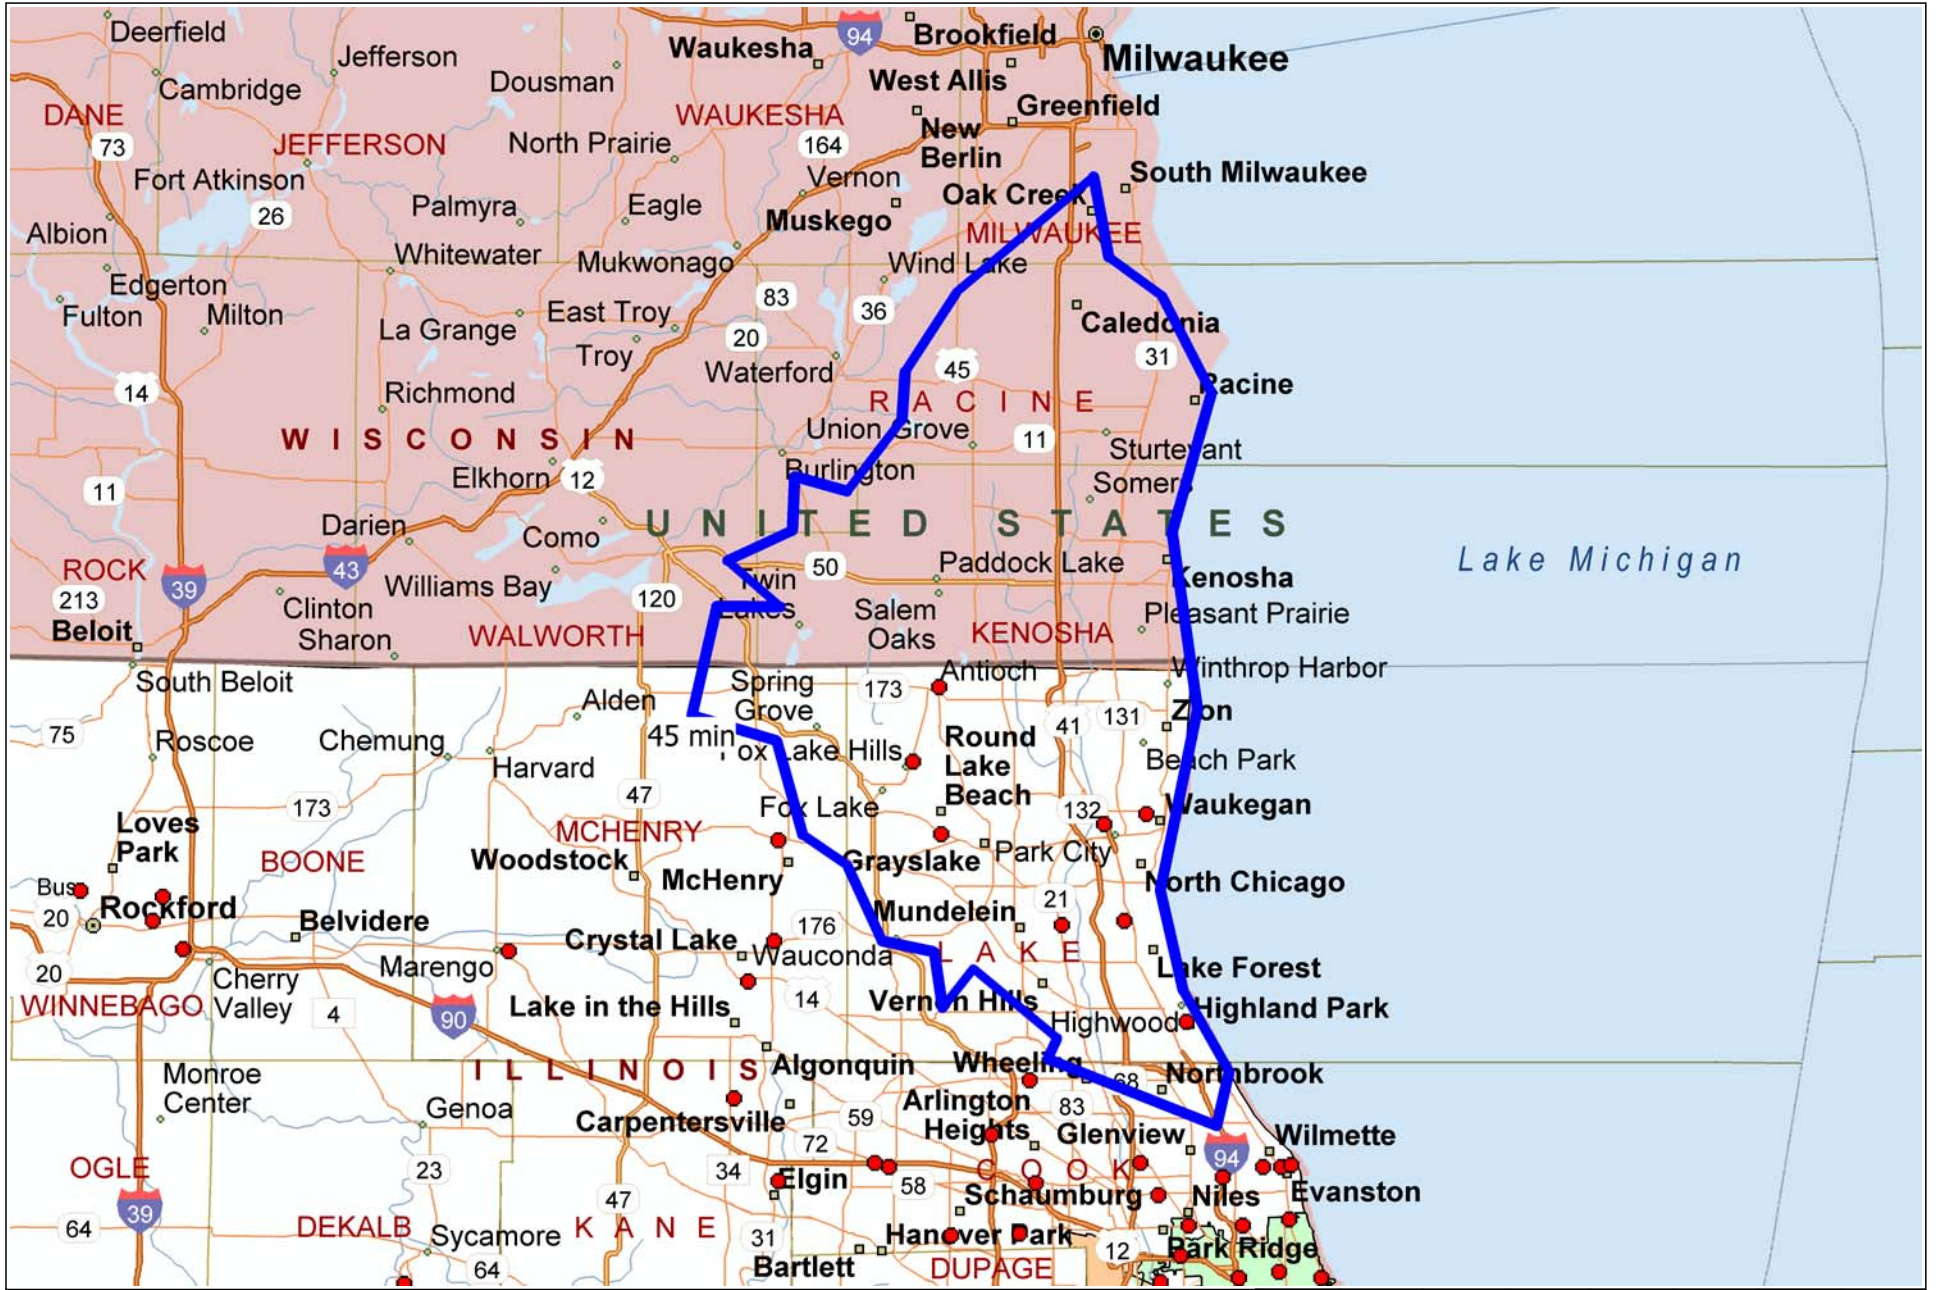 Deerfield
Jefferson
Waukesha
94
Brookfield
Milwaukee
Cambridge
Dousman
West Allis
Greenfield
DANE
73
JEFFERSON
North Prairie
WAUKESHA
164
New
Berlin
Fort Atkinson
26
Palmyra
Eagle
Vernon
Muskego
Oak Creek
South Milwaukee
Albion
Whitewater
Mukwonago
Wind Lake
MILWAUKEE
Edgerton
Fulton
Milton
La Grange
East Troy
Troy
83
20
36
Caledonia
31
14
Richmond
Waterford
45
Racine
RACINE
WISCONSIN
Union Grove
11
Sturtevant
11
Elkhorn
12
Burlington
Somers
Darien
Como
UNITED STATES
ROCK
213
39
43
Williams Bay
120
Twin
Lakes
50
Paddock Lake
Kenosha
Lake Michigan
Clinton
Sharon
Beloit
WALWORTH
Salem
Oaks
KENOSHA
Pleasant Prairie
South Beloit
Alden
Spring
Grove
173
Antioch
Winthrop Harbor
75
Roscoe
Chemung
Harvard
45 min
Fox Lake Hills
Round
Lake
Beach
41
131
Zion
Beach Park
173
47
Fox Lake
132
Waukegan
Loves
Park
BOONE
MCHENRY
Woodstock
McHenry
Grayslake
Park City
North Chicago
20
Rockford
Belvidere
Crystal Lake
176
Wauconda
Mundelein
21
LAKE
Lake Forest
20
Cherry
Valley
WINNEBAGO
4
Marengo
90
Lake in the Hills
14
Vernon Hills
Highwood
Highland Park
ILLINOIS
Algonquin
Wheeling
68
Northbrook
Monroe
Center
Genoa
Carpentersville
59
72
Arlington
Heights
83
Glenview
94
Wilmette
OGLE
39
23
34
Elgin
58
COOK
Schaumburg
Niles
Evanston
64
DEKALB
Sycamore
64
47
KANE
31
Bartlett
Hanover Park
DUPAGE
12
Park Ridge